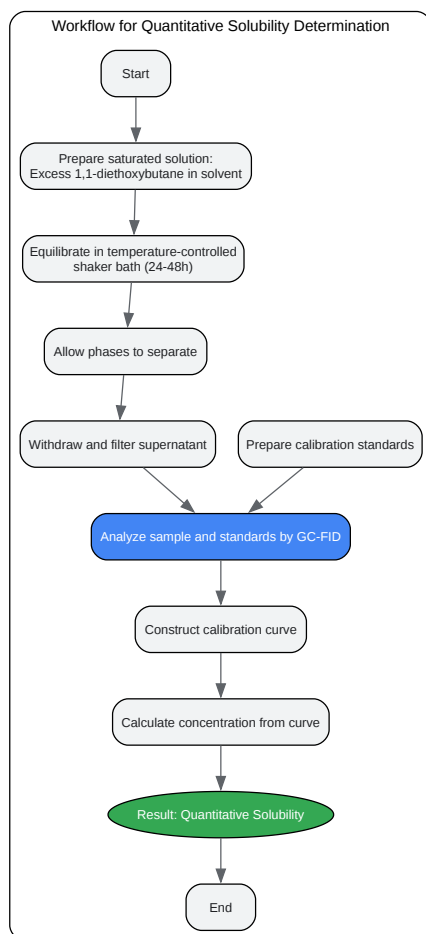 Workflow for Quantitative Solubility Determination
Start
Prepare saturated solution:
Excess 1,1-diethoxybutane in solvent
Equilibrate in temperature-controlled
shaker bath (24-48h)
Allow phases to separate
Withdraw and filter supernatant
Prepare calibration standards
Analyze sample and standards by GC-FID
Construct calibration curve
Calculate concentration from curve
Result: Quantitative Solubility
End